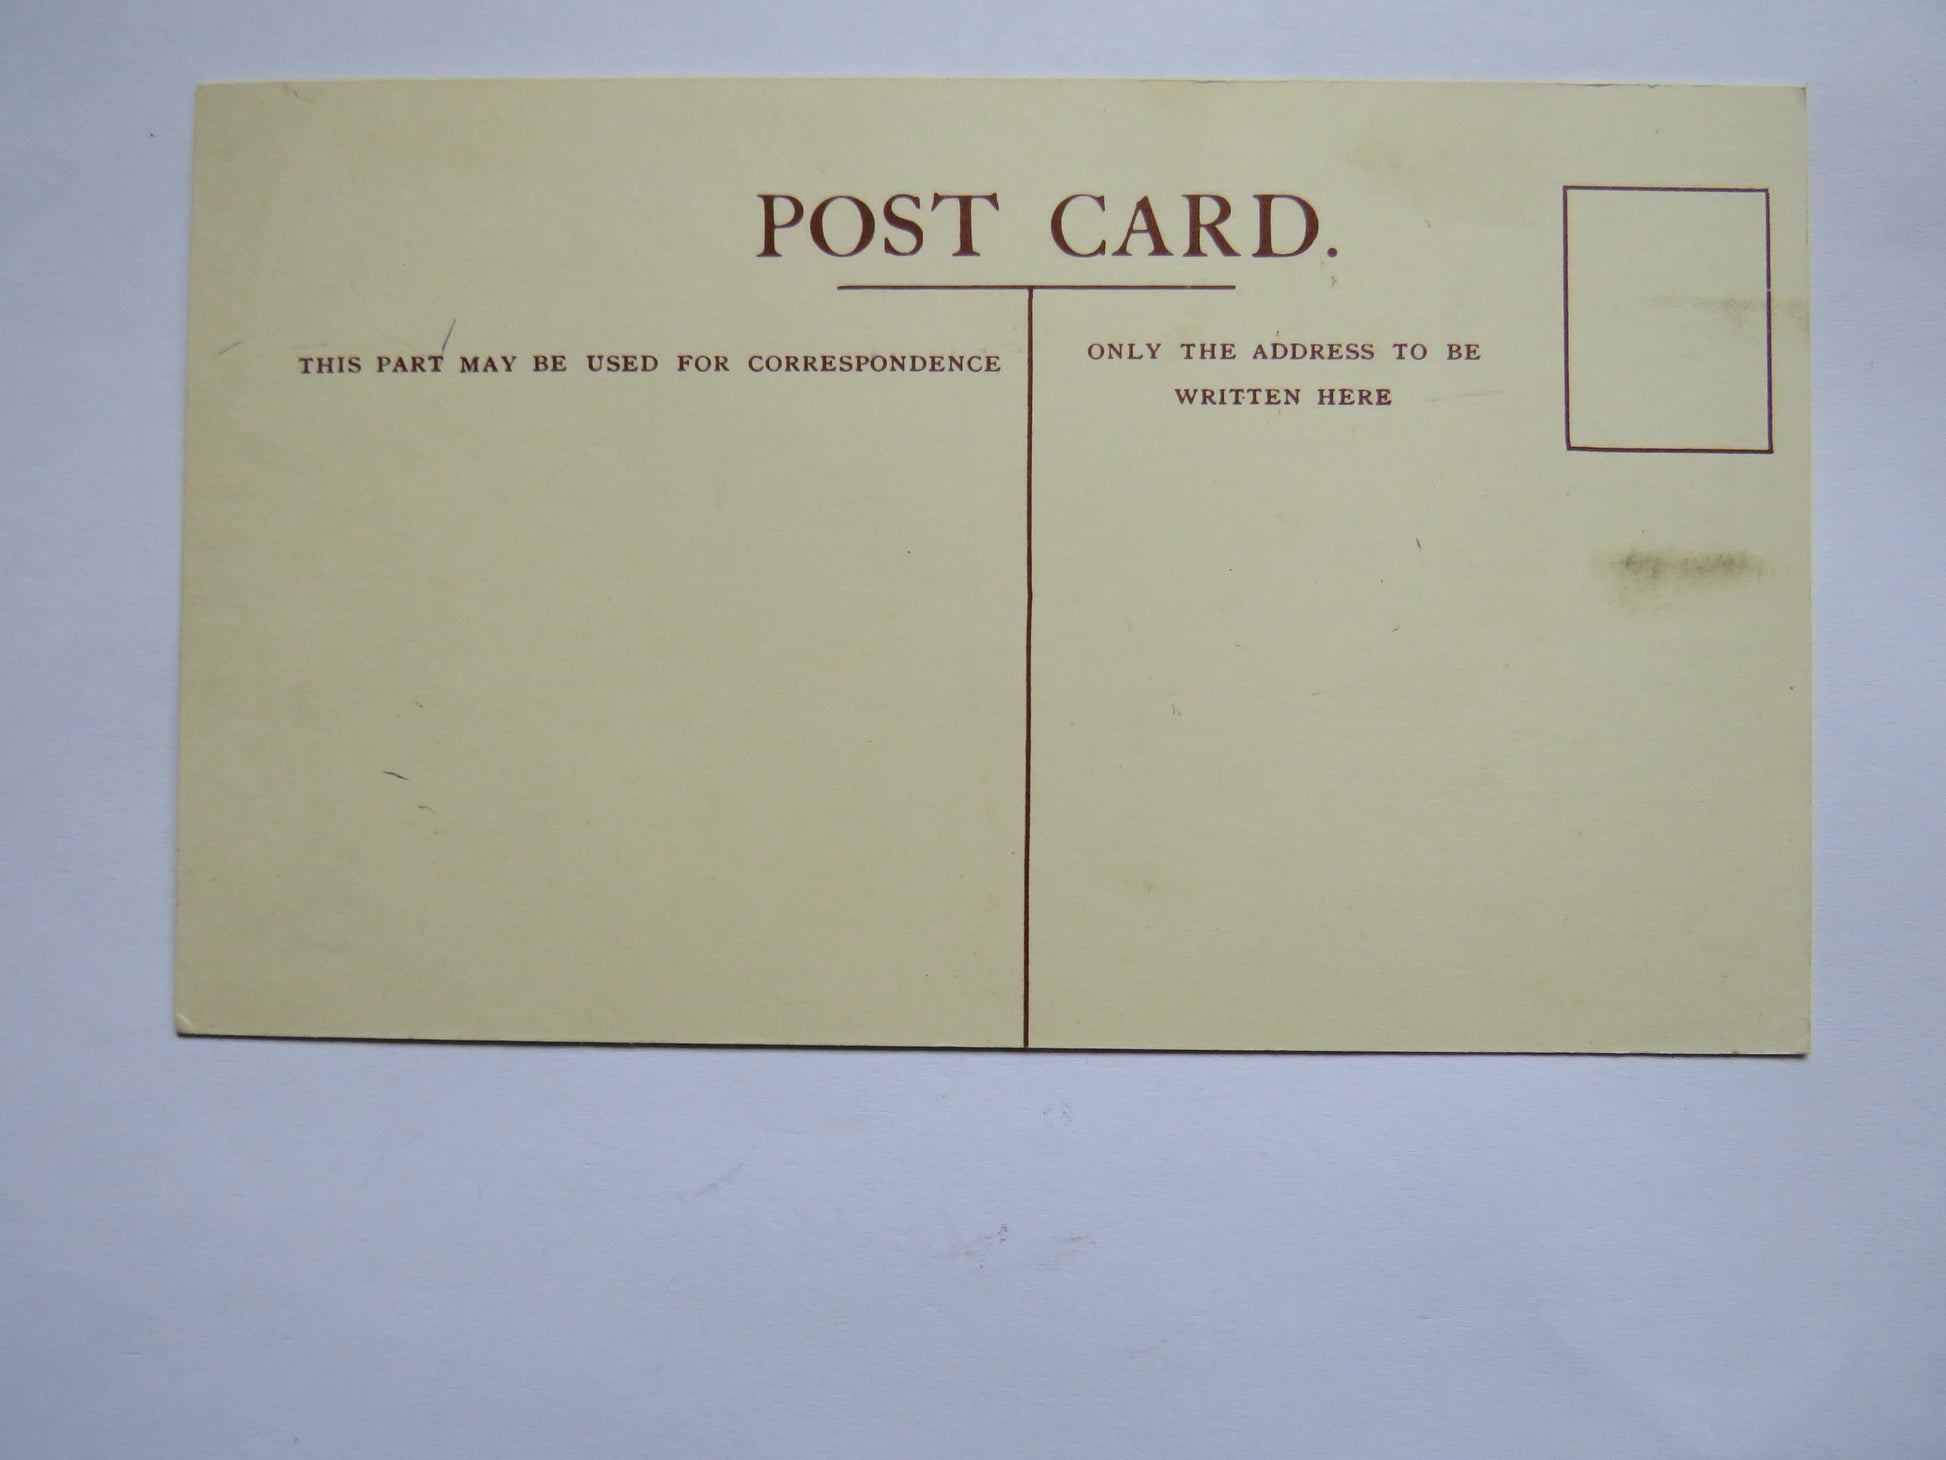 POST CARD.
THIS PART MAY BE USED FOR CORRESPONDENCE
ONLY THE ADDRESS TO BE
WRITTEN HERE